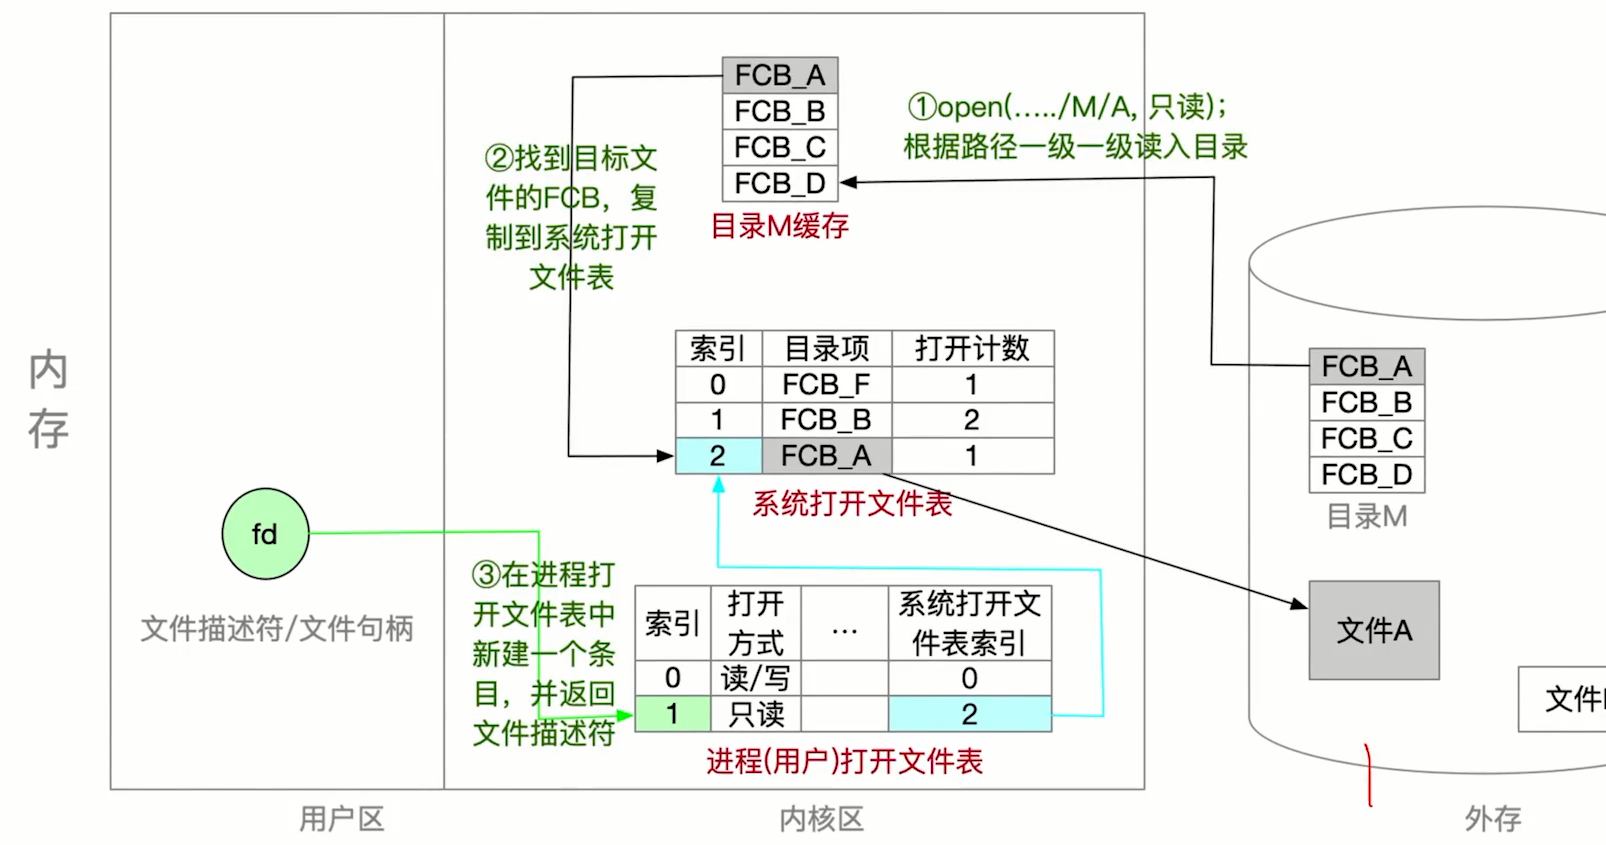 FCB_A
FCB_B
FCB_C
FCB_D
目录M缓存
①open(...../M/A, 只读);
根据路径一级一级读入目录
②找到目标文
件的FCB，复
制到系统打开
文件表
内
存
索引 目录项 打开计数
0 FCB_F 1
1 FCB_B 2
2 FCB_A 1
系统打开文件表
FCB_A
FCB_B
FCB_C
FCB_D
目录M
fd
文件描述符/文件句柄
③在进程打
开文件表中
新建一个条
目，并返回
文件描述符
索引 打开
方式 ... 系统打开文
件表索引
0 读/写 0
1 只读 2
进程(用户)打开文件表
文件A
文件
用户区
内核区
外存